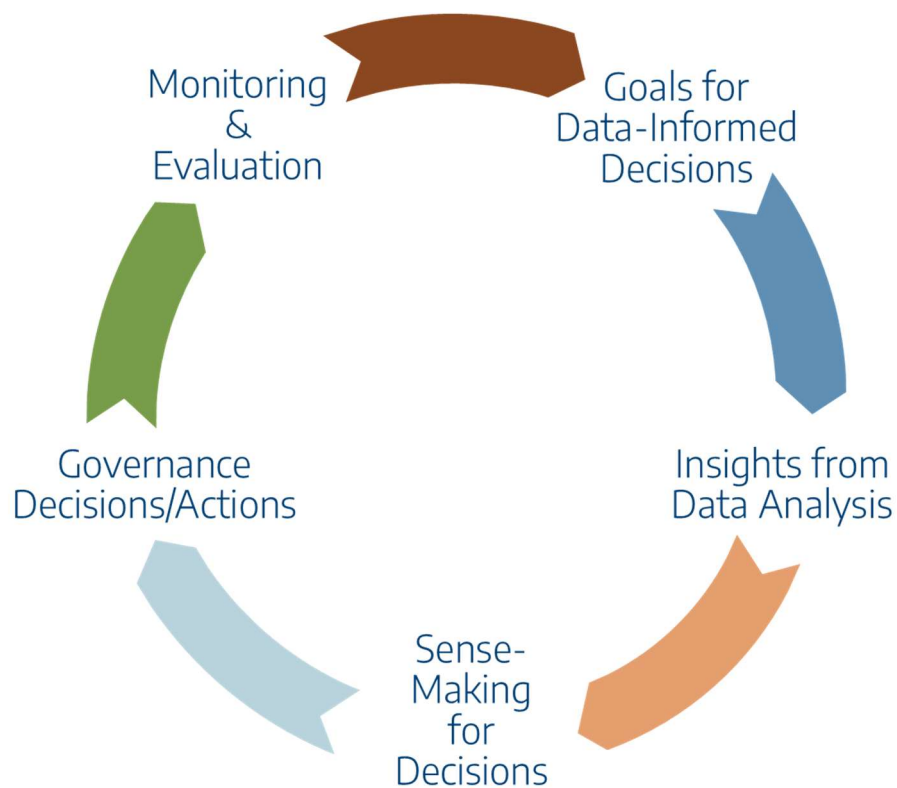 Monitoring
&
Evaluation
Goals for
Data-Informed
Decisions
Insights from
Data Analysis
Sense-
Making
for
Decisions
Governance
Decisions/Actions